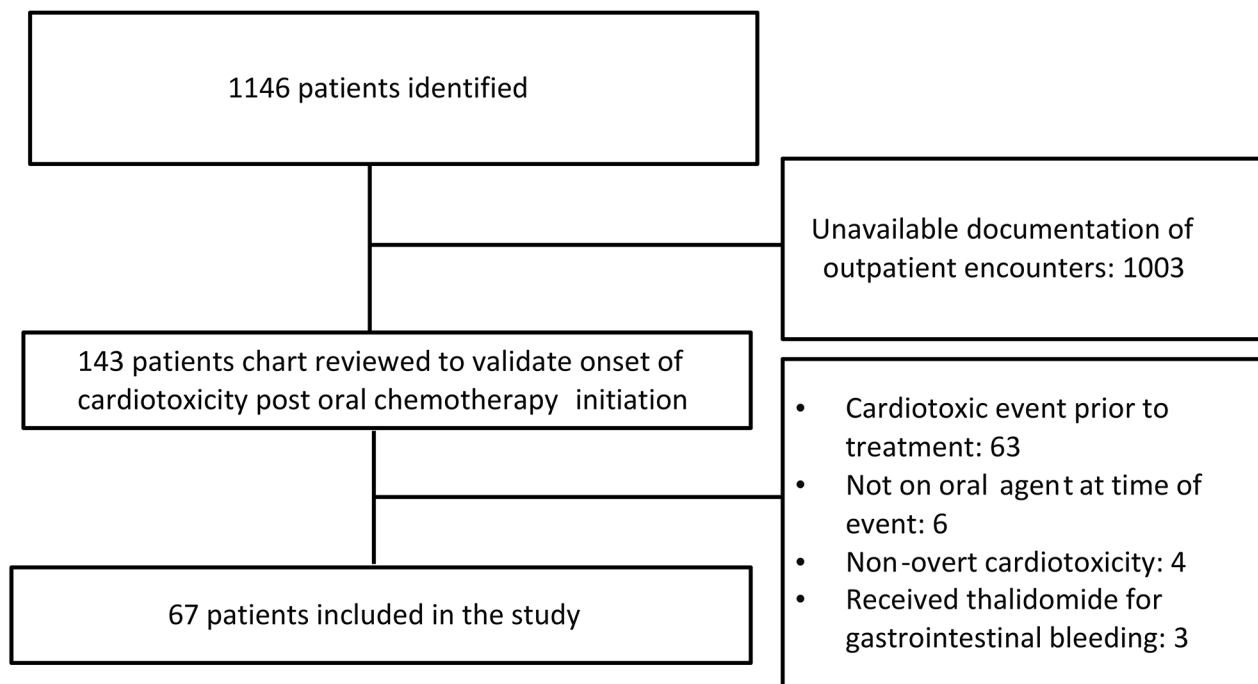 1146 patients identified
Unavailable documentation of
outpatient encounters: 1003
143 patients chart reviewed to validate onset of
cardiotoxicity post oral chemotherapy initiation
• Cardiotoxic event prior to
treatment: 63
• Not on oral agent at time of
event: 6
• Non-overt cardiotoxicity: 4
• Received thalidomide for
gastrointestinal bleeding: 3
67 patients included in the study